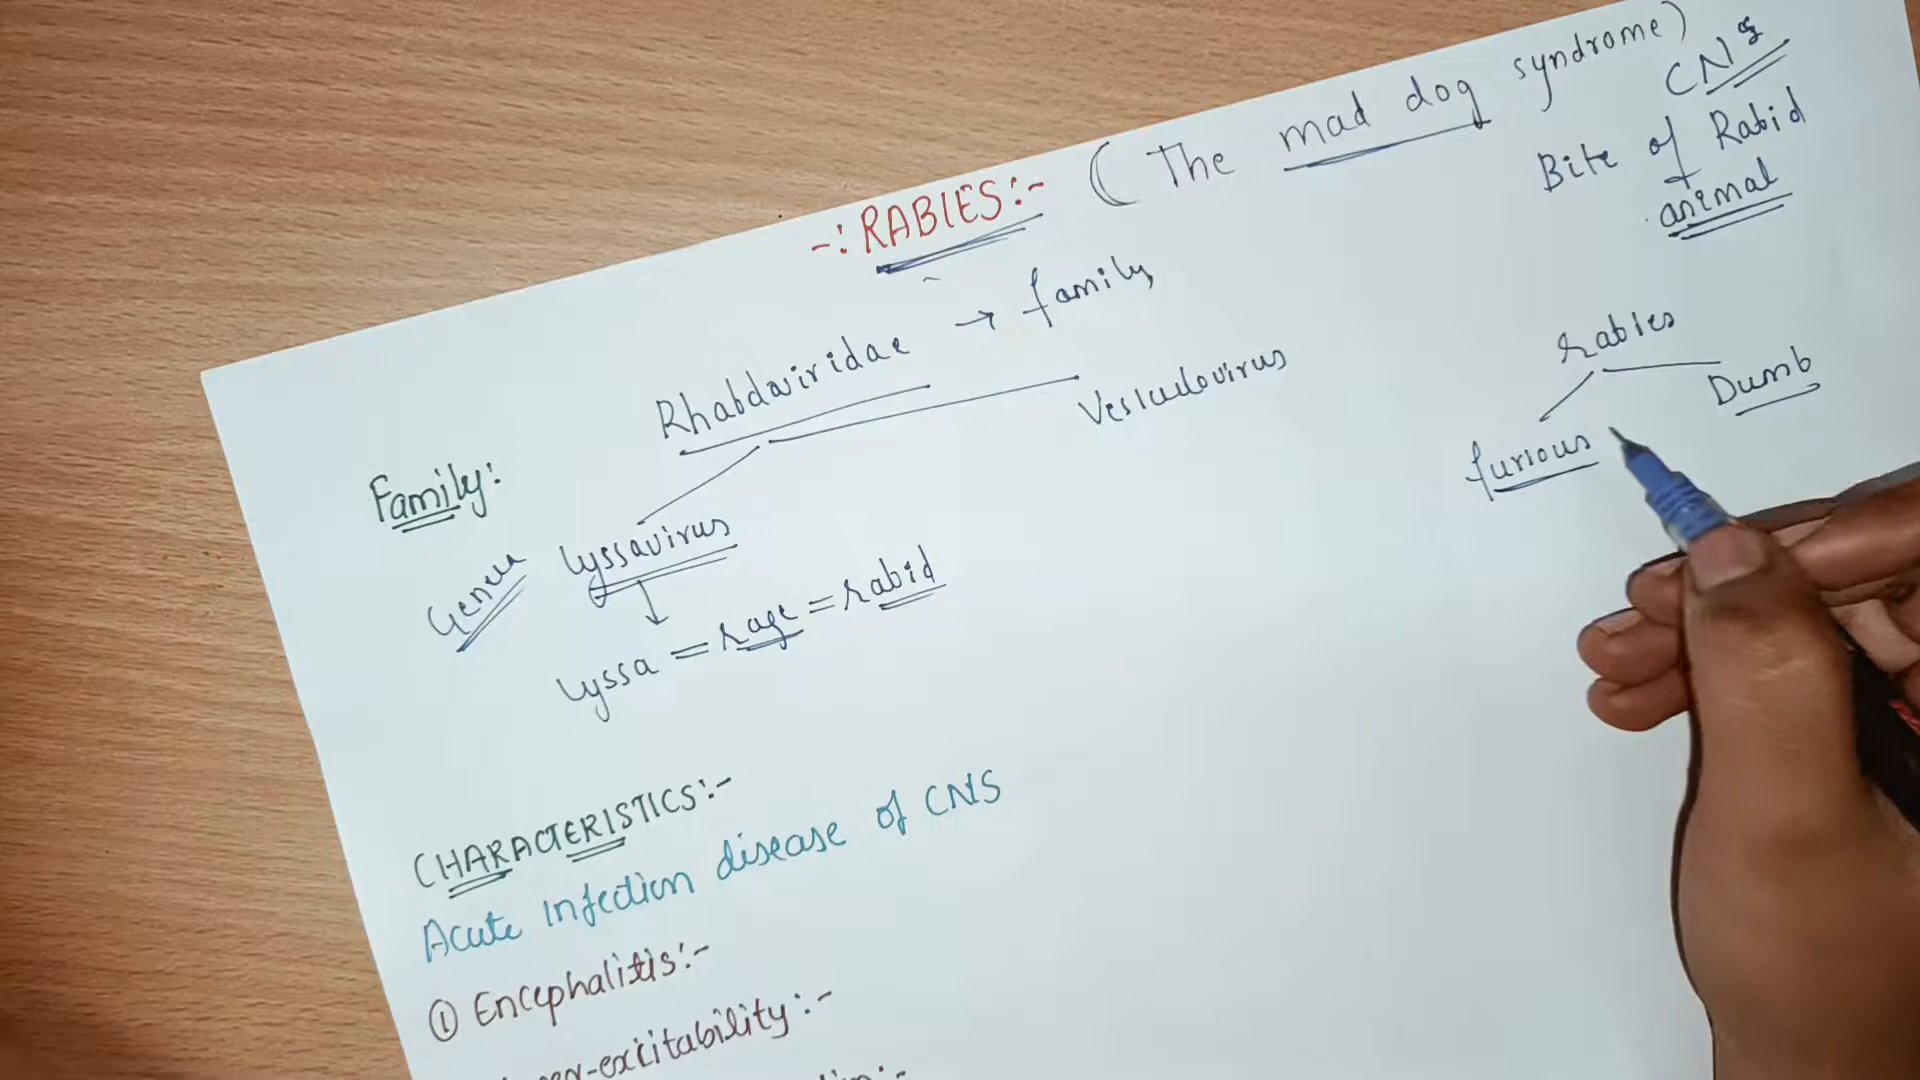 -: RABIES:- (The mad dog syndrome)
CNS
Bite of Rabid
animal
Rhabdoviridae → family
Vesiculovirus
rabies
furious
Dumb
Family:
Genus
Lyssavirus
Lyssa = rage = rabid
CHARACTERISTICS:-
Acute infection disease of CNS
① Encephalitis:-
er-excitability:-